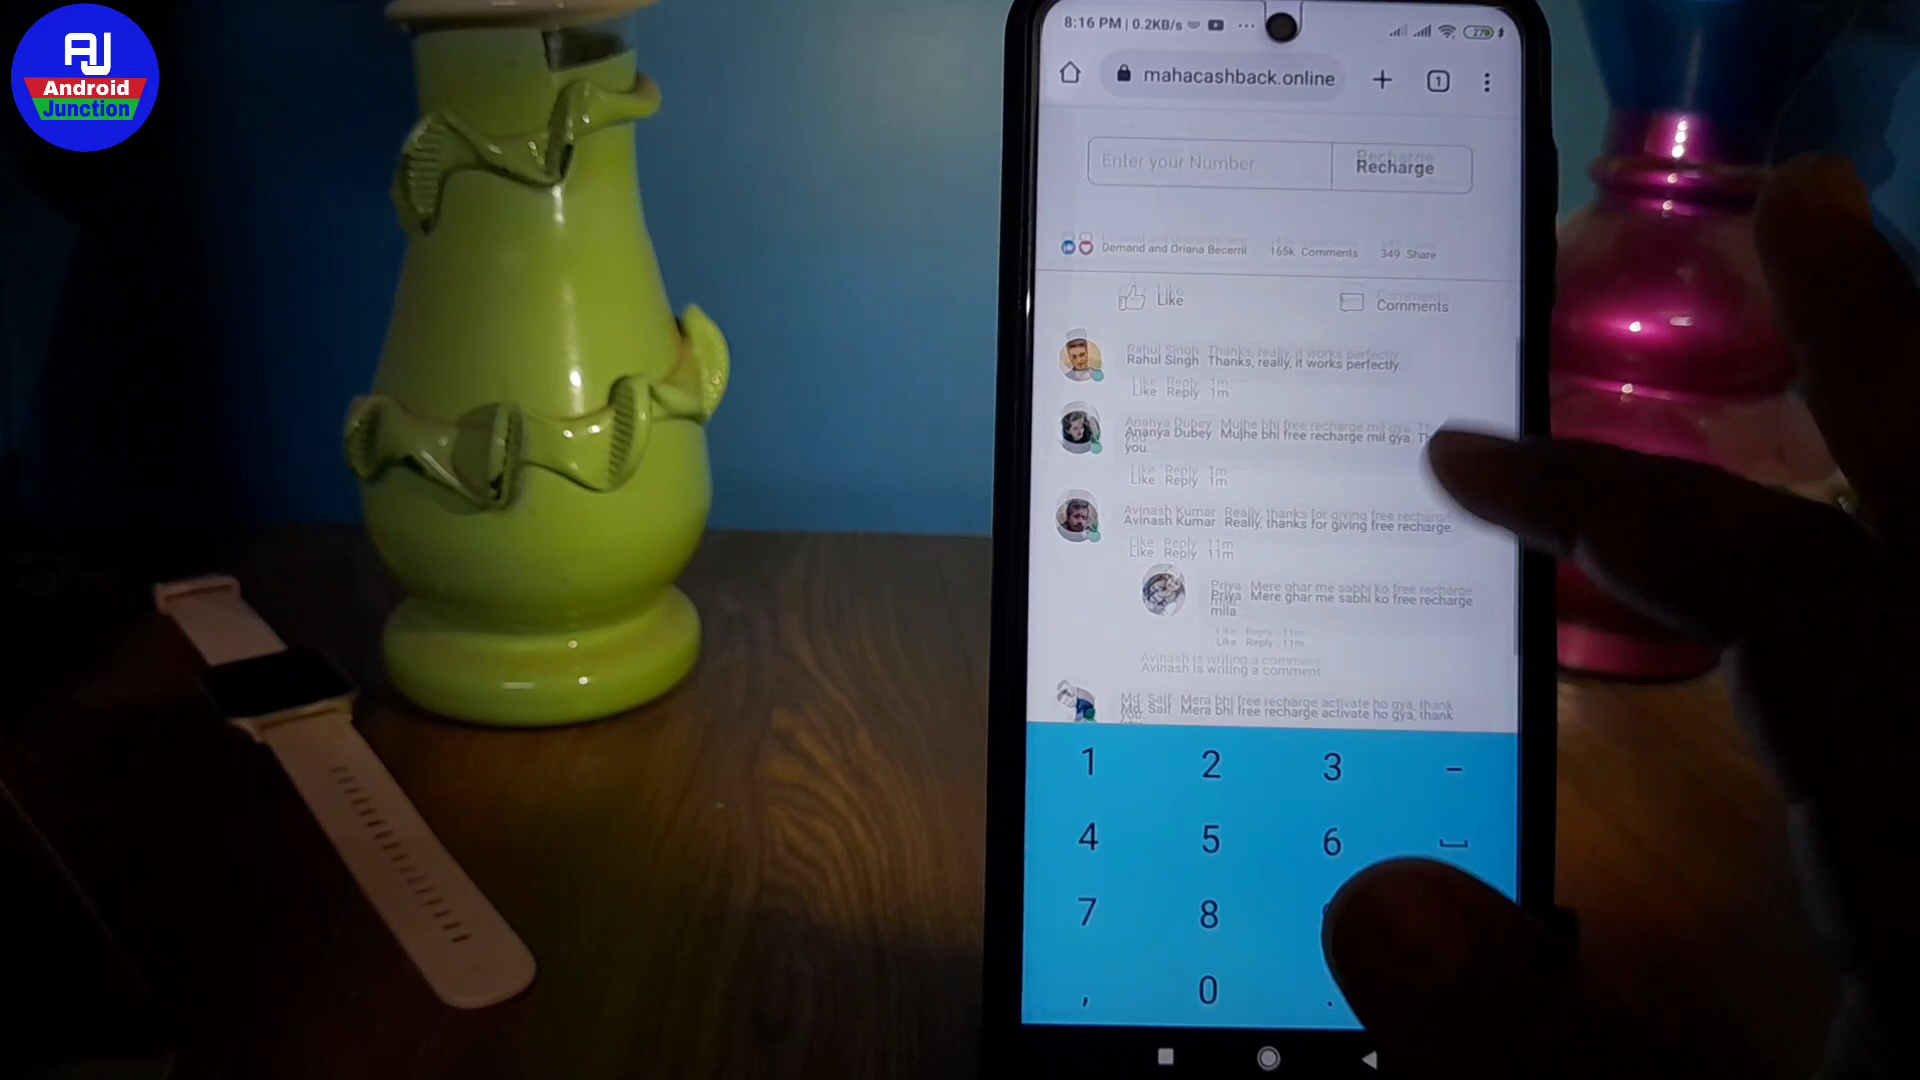 AJ
Android
Junction
8:16 PM | 0.2KB/s
27
mahacashback.online
1
Enter your Number
Recharge
Demand and Oriana Becerril 165k Comments 349 Share
Like
Comments
Rahul Singh Thanks, really, it works perfectly.
Like Reply 1m
Ananya Dubey Mujhe bhi free recharge mil gya.
you...
Like Reply 1m
Avinash Kumar Really, thanks for giving free recharge.
Like Reply 11m
Priya Mere ghar me sabhi ko free recharge
mila
Like Reply 11m
Avinash is writing a comment
Md. Saif Mera bhi free recharge activate ho gya, thank
you
1 2 3 -
4 5 6
7 8
, 0 .